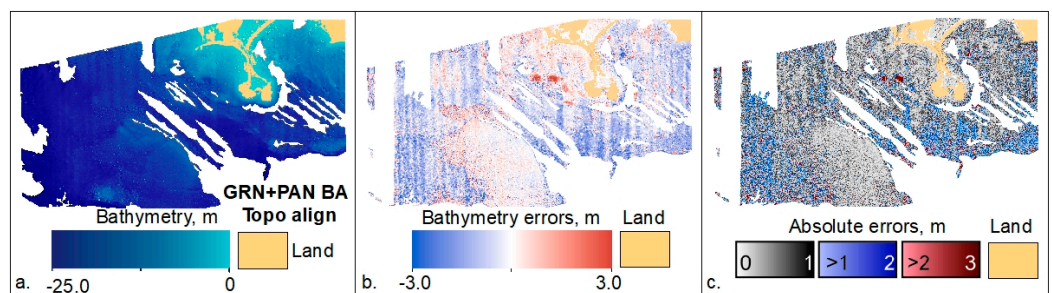 GRN+PAN BA
Topo align
Bathymetry, m
Land
-25.0 0
a.
Bathymetry errors, m Land
-3.0 3.0
b.
Absolute errors, m Land
0 1 >1 2 >2 3
c.